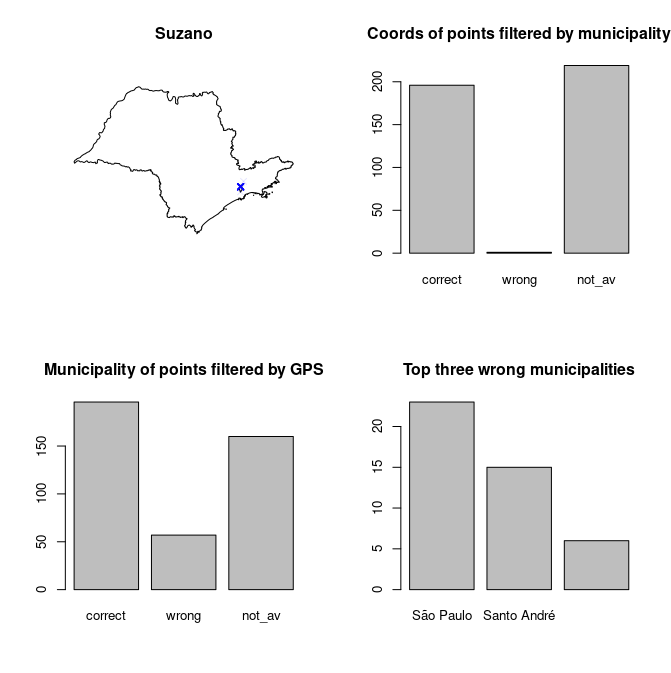 Suzano
Coords of points filtered by municipality
200
150
100
50
0
correct wrong not_av
Municipality of points filtered by GPS
150
100
50
0
correct wrong not_av
Top three wrong municipalities
20
15
10
5
0
São Paulo Santo André